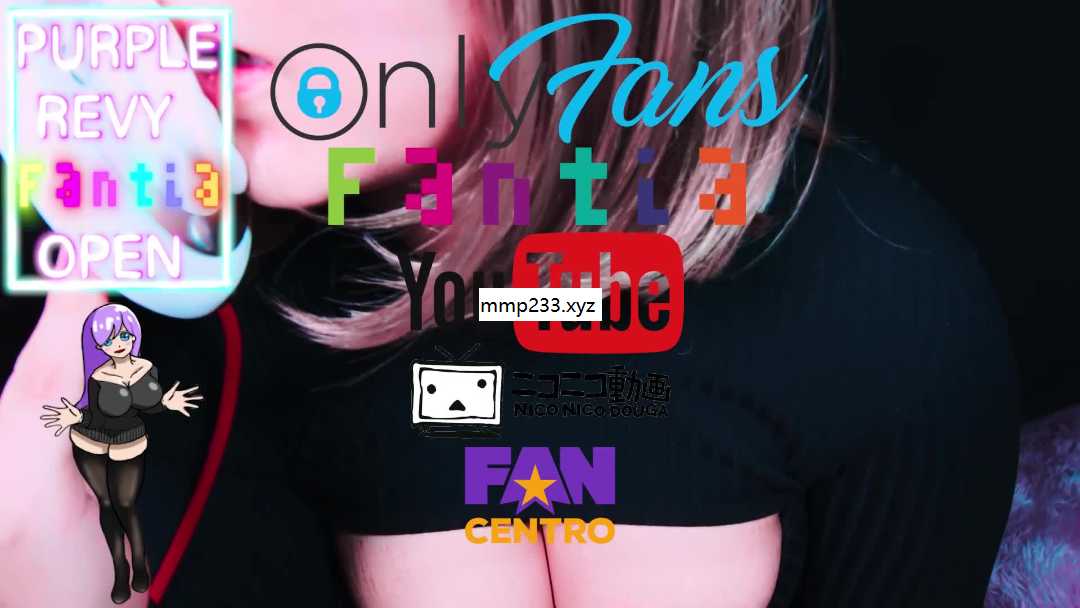 PURPLE
REVY
Fantia
OPEN
OnlyFans
Fantia
YouTube
mmp233.xyz
ニコニコ動画
NICO NICO DOUGA
FAN
CENTRO